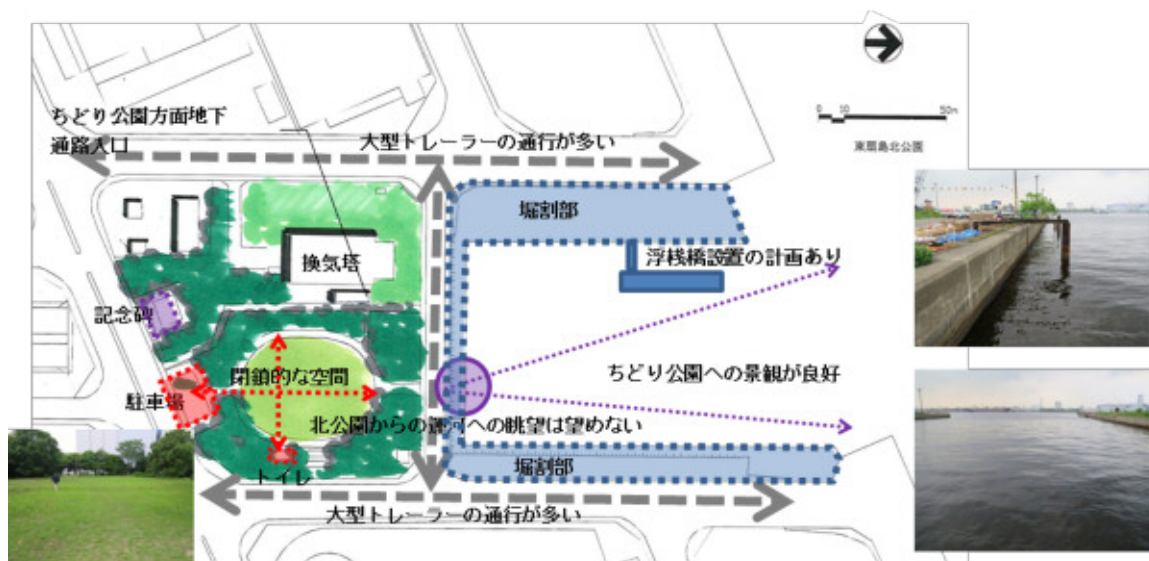 ちどり公園方面地下
通路入口
大型トレーラーの通行が多い
0 10 50m
東扇島北公園
堀割部
換気塔
浮桟橋設置の計画あり
記念碑
閉鎖的な空間
ちどり公園への景観が良好
駐車場
北公園からの運河への眺望は望めない
堀割部
トイレ
大型トレーラーの通行が多い